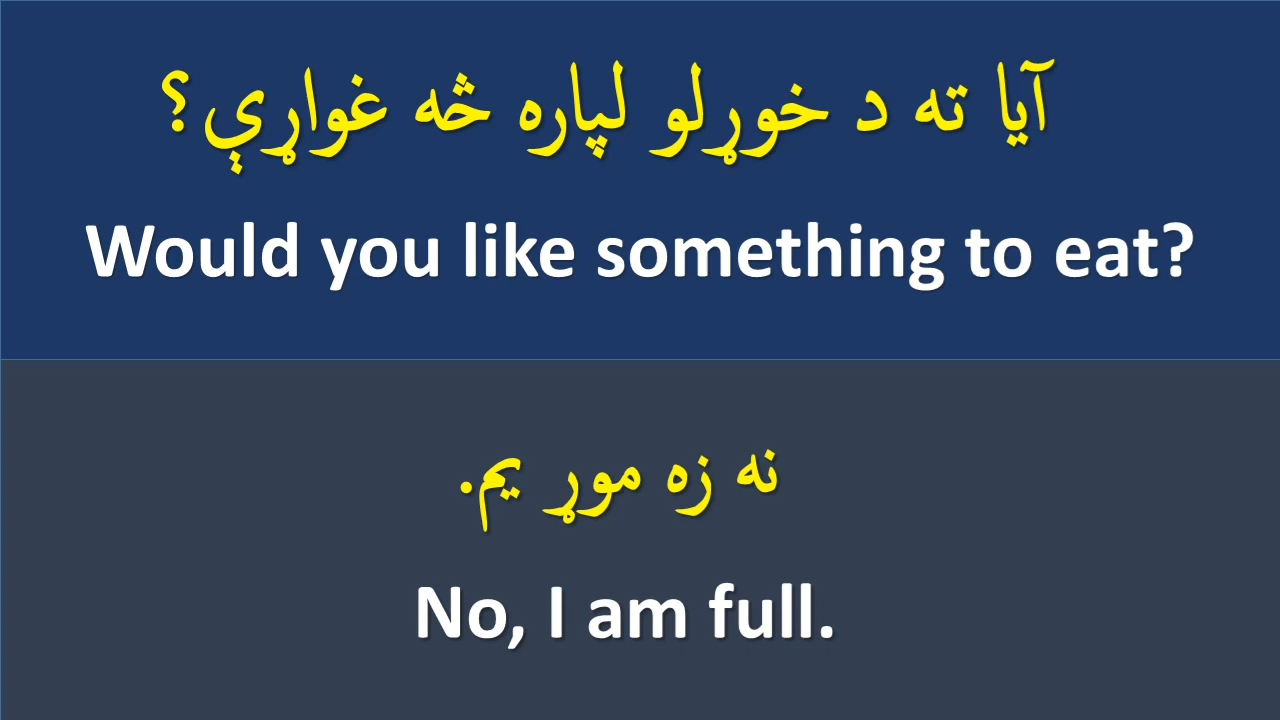 آیا ته د خوړلو لپاره څه غواړې؟
Would you like something to eat?
نه زه موړ یم.
No, I am full.